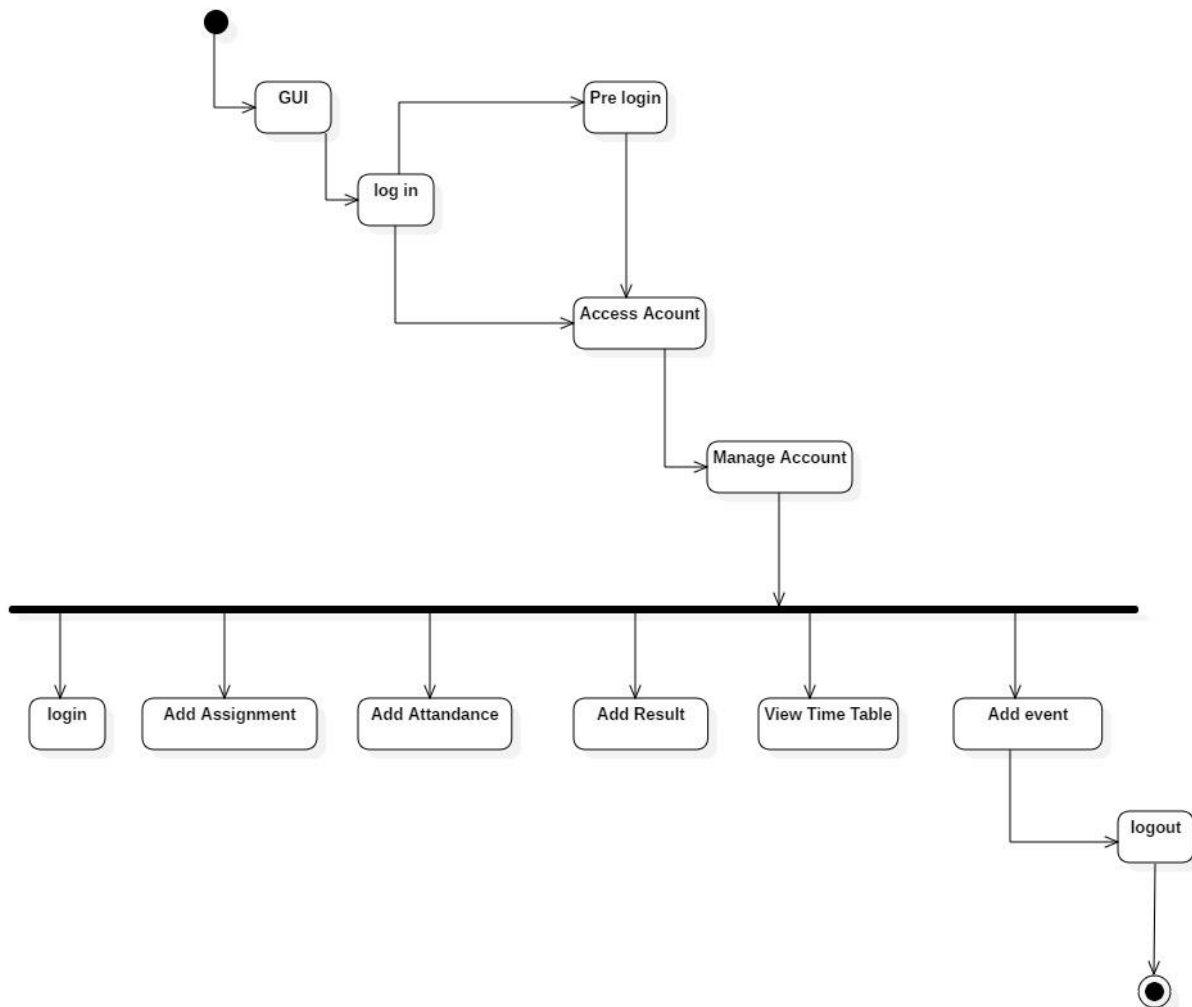 GUI
Pre login
log in
Access Acount
Manage Account
login
Add Assignment
Add Attandance
Add Result
View Time Table
Add event
logout